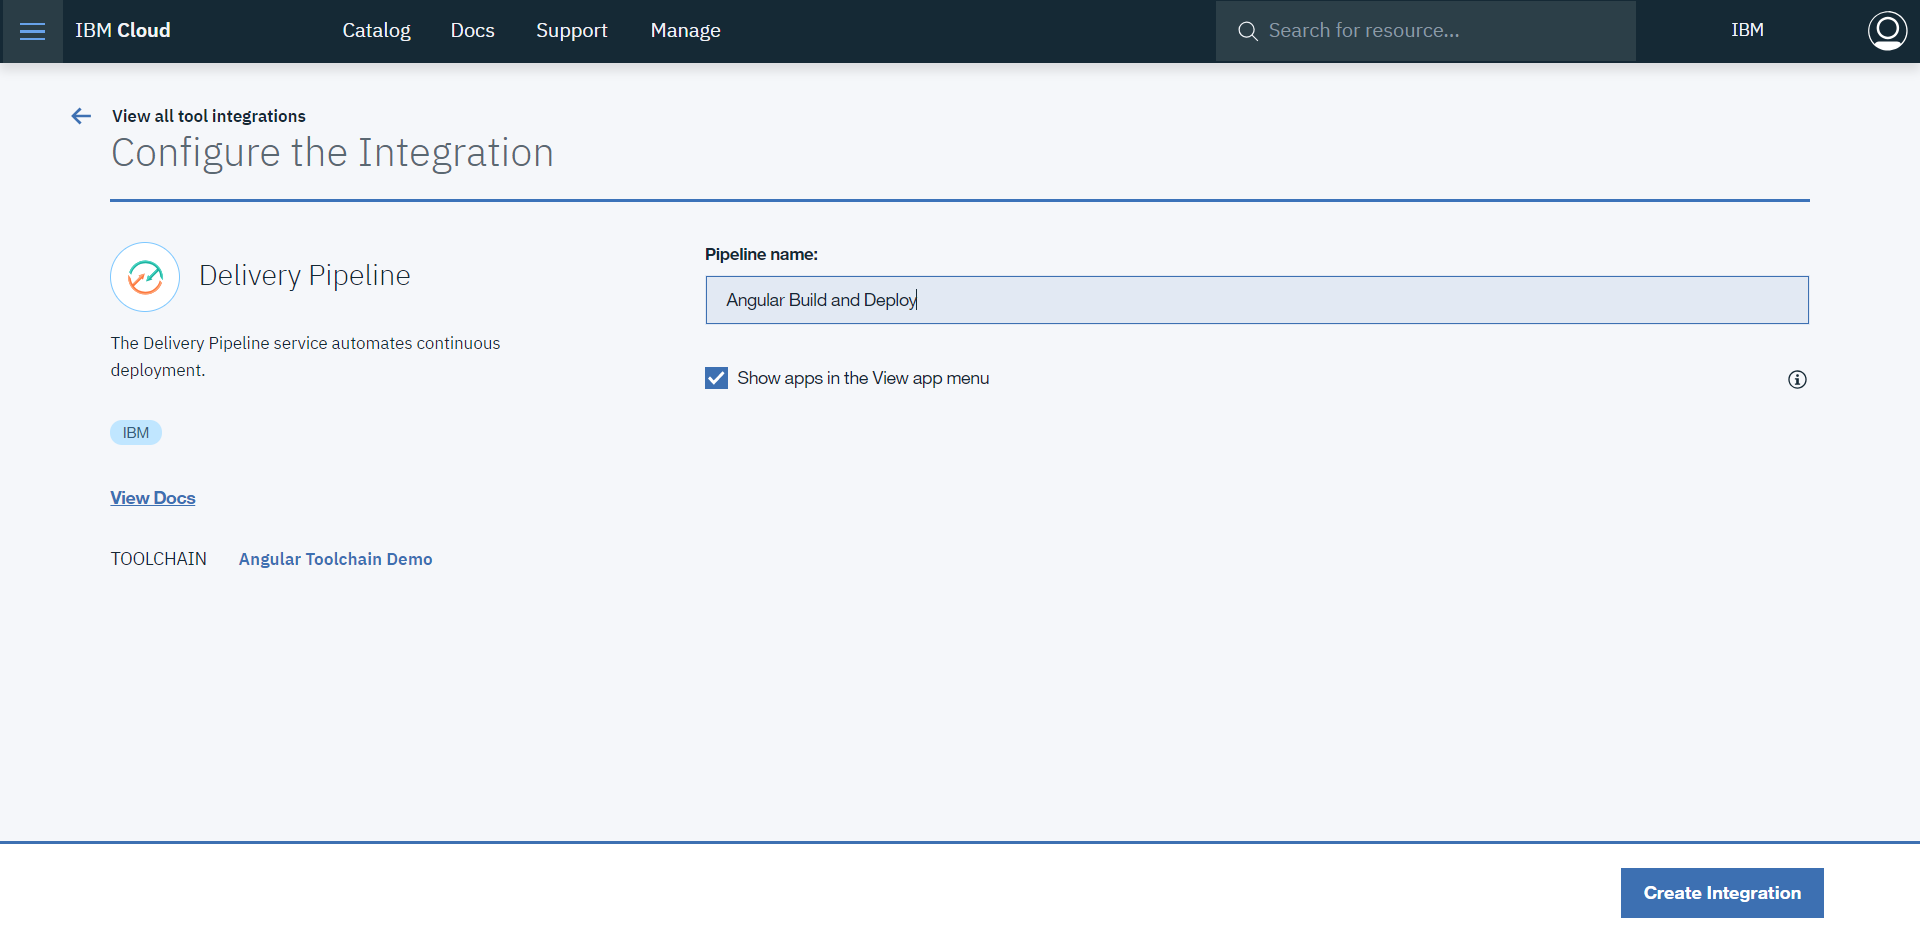 IBM Cloud Catalog Docs Support Manage Search for resource... IBM
View all tool integrations
Configure the Integration
Delivery Pipeline
The Delivery Pipeline service automates continuous
deployment.
IBM
View Docs
TOOLCHAIN Angular Toolchain Demo
Pipeline name:
Angular Build and Deploy
Show apps in the View app menu
Create Integration